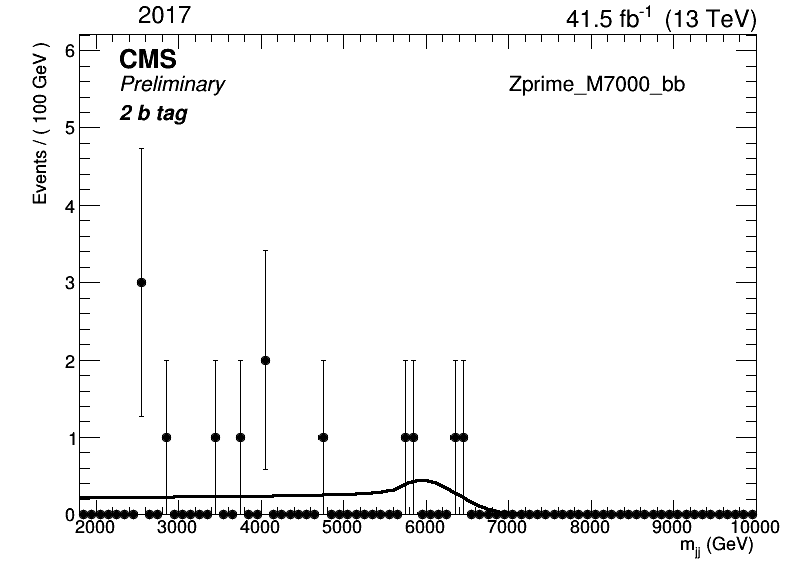 2017 41.5 fb-1 (13 TeV)
CMS
Preliminary
2 b tag
Zprime_M7000_bb
Events / ( 100 GeV )
6
5
4
3
2
1
0
2000 3000 4000 5000 6000 7000 8000 9000 10000
mjj (GeV)